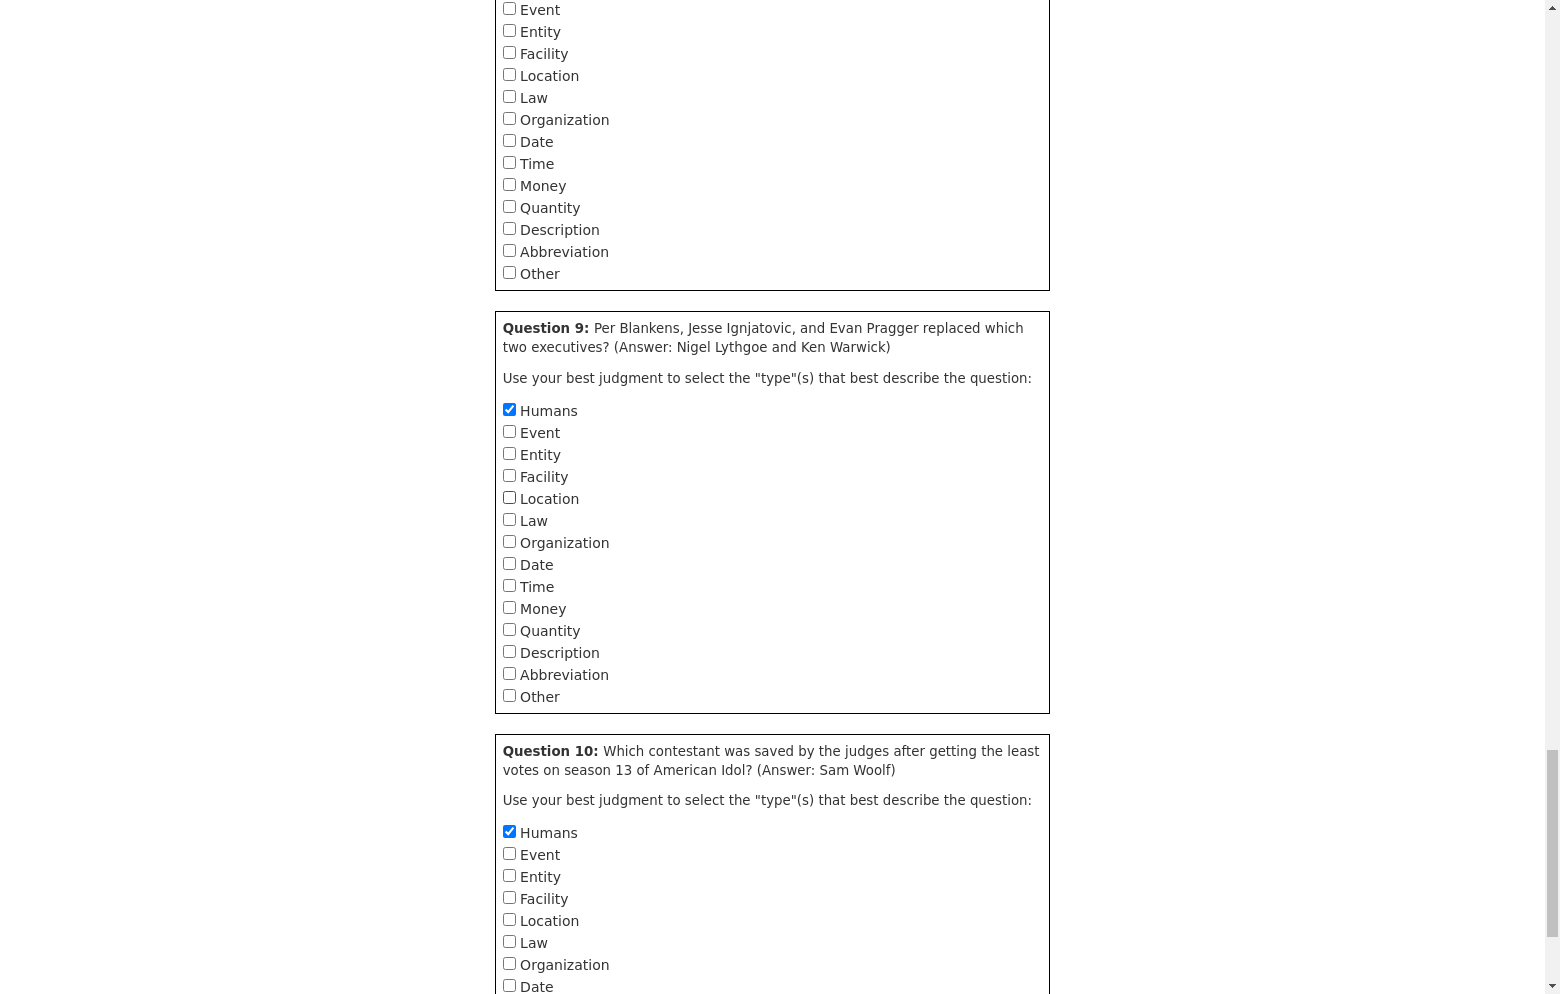 Event
Entity
Facility
Location
Law
Organization
Date
Time
Money
Quantity
Description
Abbreviation
Other
Question 9: Per Blankens, Jesse Ignjatovic, and Evan Pragger replaced which
two executives? (Answer: Nigel Lythgoe and Ken Warwick)
Use your best judgment to select the "type"(s) that best describe the question:
Humans
Event
Entity
Facility
Location
Law
Organization
Date
Time
Money
Quantity
Description
Abbreviation
Other
Question 10: Which contestant was saved by the judges after getting the least
votes on season 13 of American Idol? (Answer: Sam Woolf)
Use your best judgment to select the "type"(s) that best describe the question:
Humans
Event
Entity
Facility
Location
Law
Organization
Date